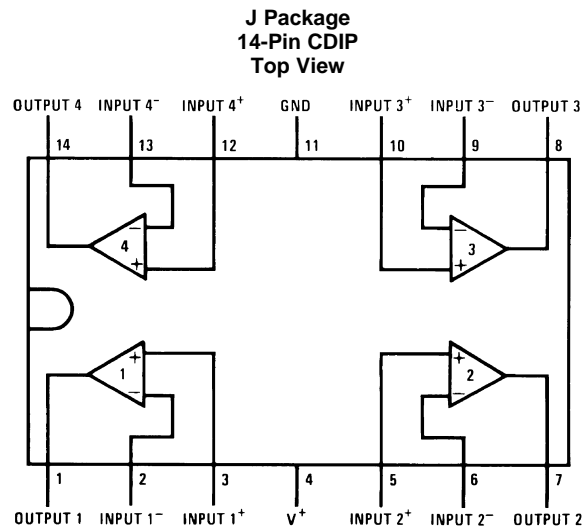 J Package
14-Pin CDIP
Top View
OUTPUT 4 INPUT 4⁻ INPUT 4⁺ GND INPUT 3⁺ INPUT 3⁻ OUTPUT 3
14 13 12 11 10 9 8
− −
4 3
+ +
+ +
1 2
− −
1 2 3 4 5 6 7
OUTPUT 1 INPUT 1⁻ INPUT 1⁺ V⁺ INPUT 2⁺ INPUT 2⁻ OUTPUT 2